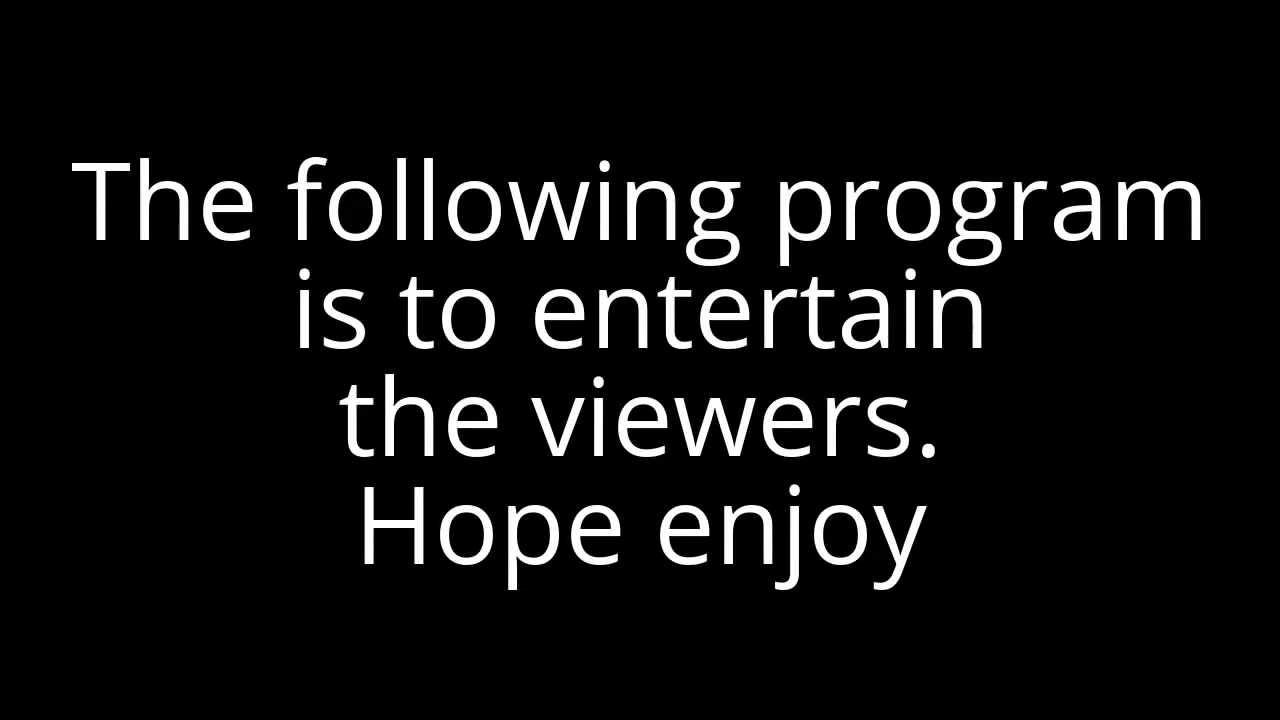 The following program
is to entertain
the viewers.
Hope enjoy